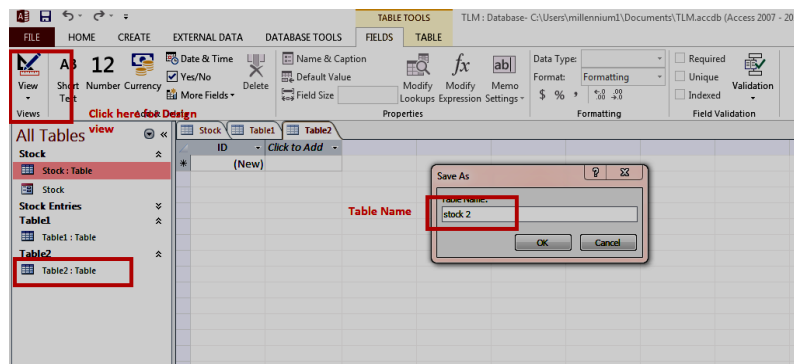 TABLE TOOLS TLM : Database- C:\Users\millennium1\Documents\TLM.accdb (Access 2007 - 20
FILE HOME CREATE EXTERNAL DATA DATABASE TOOLS FIELDS TABLE
View
Short Text
12 Number
Currency
Date & Time
Yes/No
More Fields
Delete
Name & Caption
Default Value
Field Size
Modify Lookups
fx Modify Expression
ab| Memo Settings
Data Type:
Format: Formatting
$ % ,
Required
Unique
Indexed
Validation
Views
Properties
Formatting
Field Validation
Click here for Design
view
All Tables
Stock
Stock : Table
Stock
Stock Entries
Table1
Table1 : Table
Table2
Table2 : Table
Stock Table1 Table2
ID Click to Add
* (New)
Table Name
Save As
Table Name:
stock 2
OK Cancel